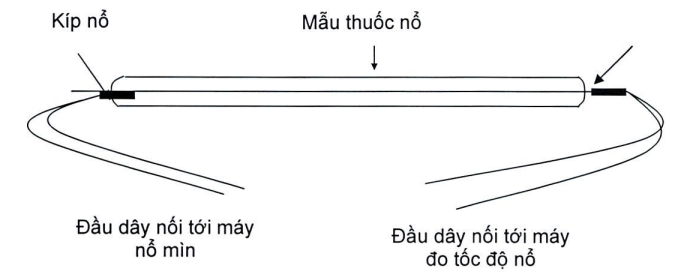 Kíp nổ
Mẫu thuốc nổ
Đầu dây nối tới máy
nổ mìn
Đầu dây nối tới máy
đo tốc độ nổ